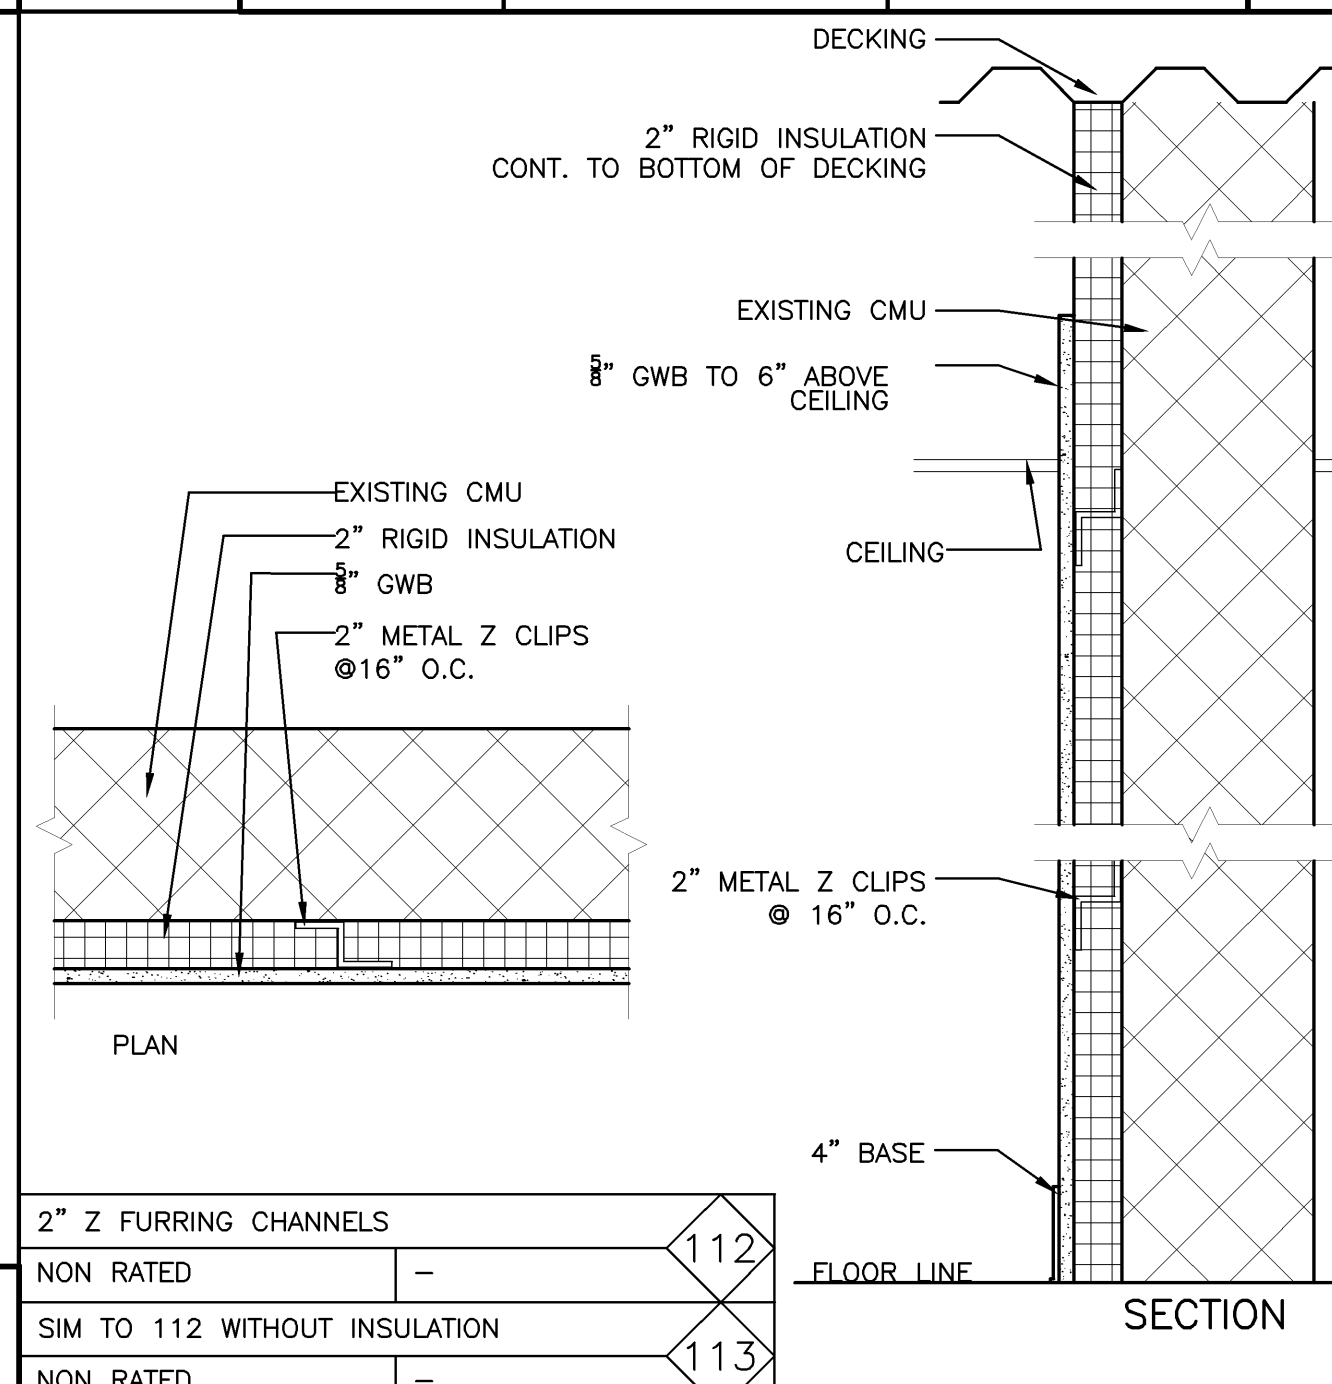 DECKING
2" RIGID INSULATION
CONT. TO BOTTOM OF DECKING
EXISTING CMU
5/8" GWB TO 6" ABOVE
CEILING
CEILING
2" METAL Z CLIPS
@ 16" O.C.
4" BASE
FLOOR LINE
SECTION
EXISTING CMU
2" RIGID INSULATION
5/8" GWB
2" METAL Z CLIPS
@16" O.C.
PLAN
2" Z FURRING CHANNELS
112
NON RATED –
SIM TO 112 WITHOUT INSULATION
113
NON RATED –